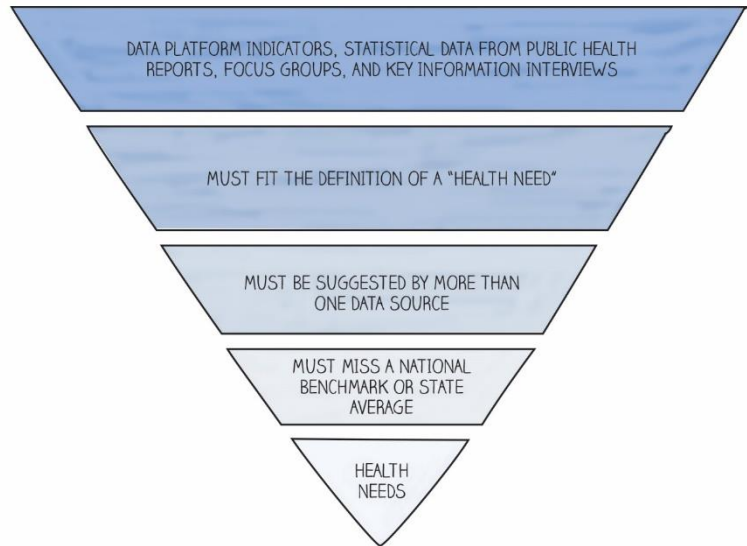 DATA PLATFORM INDICATORS, STATISTICAL DATA FROM PUBLIC HEALTH
REPORTS, FOCUS GROUPS, AND KEY INFORMATION INTERVIEWS
MUST FIT THE DEFINITION OF A "HEALTH NEED"
MUST BE SUGGESTED BY MORE THAN
ONE DATA SOURCE
MUST MISS A NATIONAL
BENCHMARK OR STATE
AVERAGE
HEALTH
NEEDS